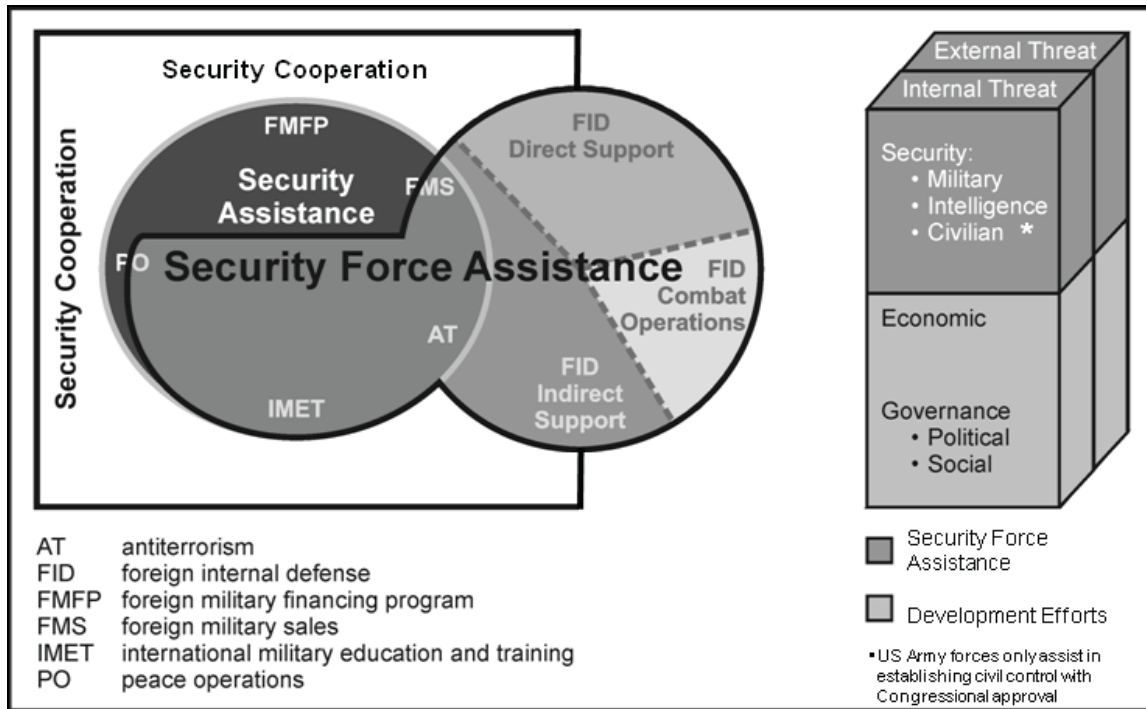 Security Cooperation
Security Cooperation
FMFP
Security
Assistance
FMS
PO
Security Force Assistance
AT
IMET
FID
Direct Support
FID
Combat
Operations
FID
Indirect
Support
External Threat
Internal Threat
Security:
• Military
• Intelligence
• Civilian *
Economic
Governance
• Political
• Social
Security Force
Assistance
Development Efforts
▪ US Army forces only assist in
establishing civil control with
Congressional approval
AT antiterrorism
FID foreign internal defense
FMFP foreign military financing program
FMS foreign military sales
IMET international military education and training
PO peace operations